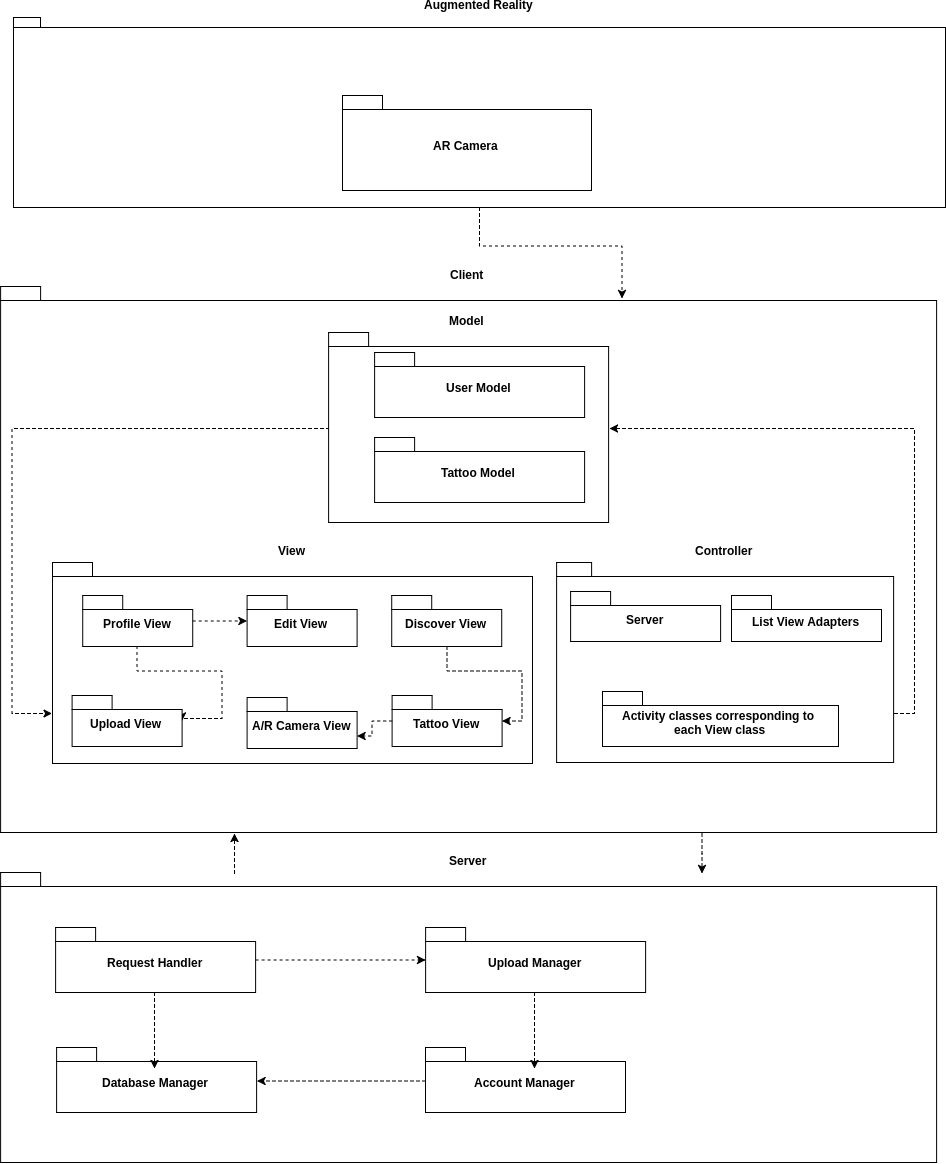 Augmented Reality
AR Camera
Client
Model
User Model
Tattoo Model
View
Controller
Profile View
Edit View
Discover View
Server
List View Adapters
Upload View
A/R Camera View
Tattoo View
Activity classes corresponding to
each View class
Server
Request Handler
Upload Manager
Database Manager
Account Manager